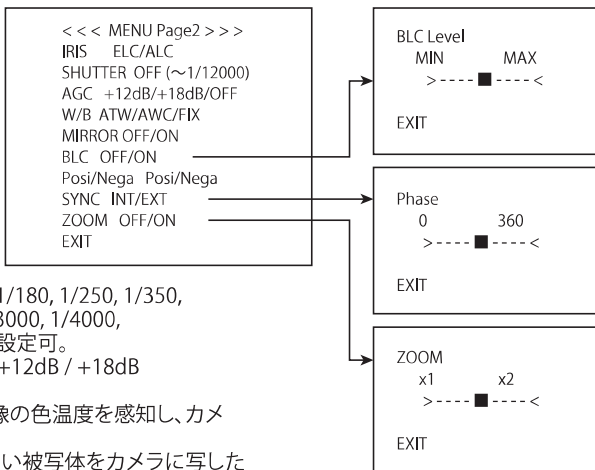 < < <  MENU Page2 > > >
IRIS    ELC/ALC
SHUTTER  OFF (～1/12000)
AGC   +12dB/+18dB/OFF
W/B  ATW/AWC/FIX
MIRROR OFF/ON
BLC   OFF/ON
Posi/Nega   Posi/Nega
SYNC  INT/EXT
ZOOM   OFF/ON
EXIT
BLC Level
MIN    MAX
>- - - - ■ - - - -<
EXIT
Phase
0    360
>- - - - ■ - - - -<
EXIT
ZOOM
x1    x2
>- - - - ■ - - - -<
EXIT
1/180, 1/250, 1/350,
3000, 1/4000,
設定可。
+12dB / +18dB
像の色温度を感知し、カメ
い被写体をカメラに写した